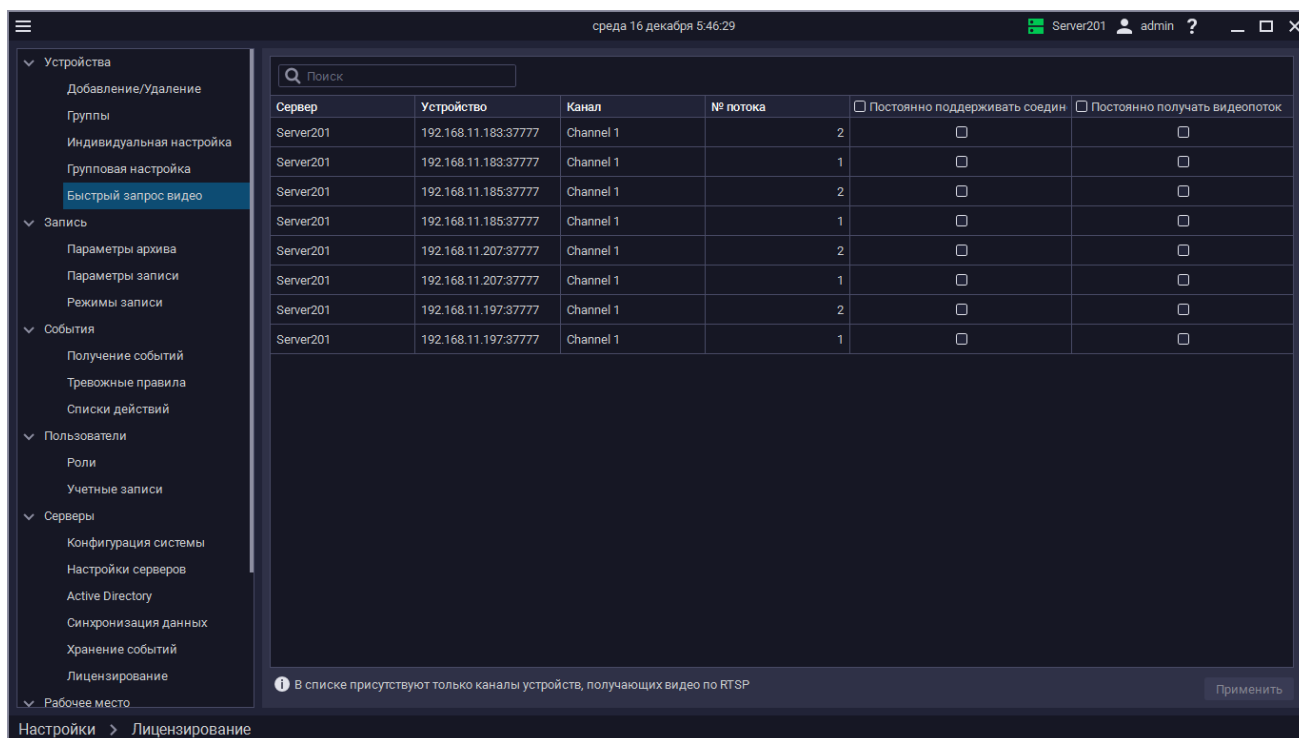 среда 16 декабря 5:46:29 Server201 admin ?
Устройства
Добавление/Удаление
Группы
Индивидуальная настройка
Групповая настройка
Быстрый запрос видео
Запись
Параметры архива
Параметры записи
Режимы записи
События
Получение событий
Тревожные правила
Списки действий
Пользователи
Роли
Учетные записи
Серверы
Конфигурация системы
Настройки серверов
Active Directory
Синхронизация данных
Хранение событий
Лицензирование
Рабочее место
Поиск
Сервер Устройство Канал № потока Постоянно поддерживать соедин Постоянно получать видеопоток
Server201 192.168.11.183:37777 Channel 1 2
Server201 192.168.11.183:37777 Channel 1 1
Server201 192.168.11.185:37777 Channel 1 2
Server201 192.168.11.185:37777 Channel 1 1
Server201 192.168.11.207:37777 Channel 1 2
Server201 192.168.11.207:37777 Channel 1 1
Server201 192.168.11.197:37777 Channel 1 2
Server201 192.168.11.197:37777 Channel 1 1
В списке присутствуют только каналы устройств, получающих видео по RTSP
Применить
Настройки > Лицензирование